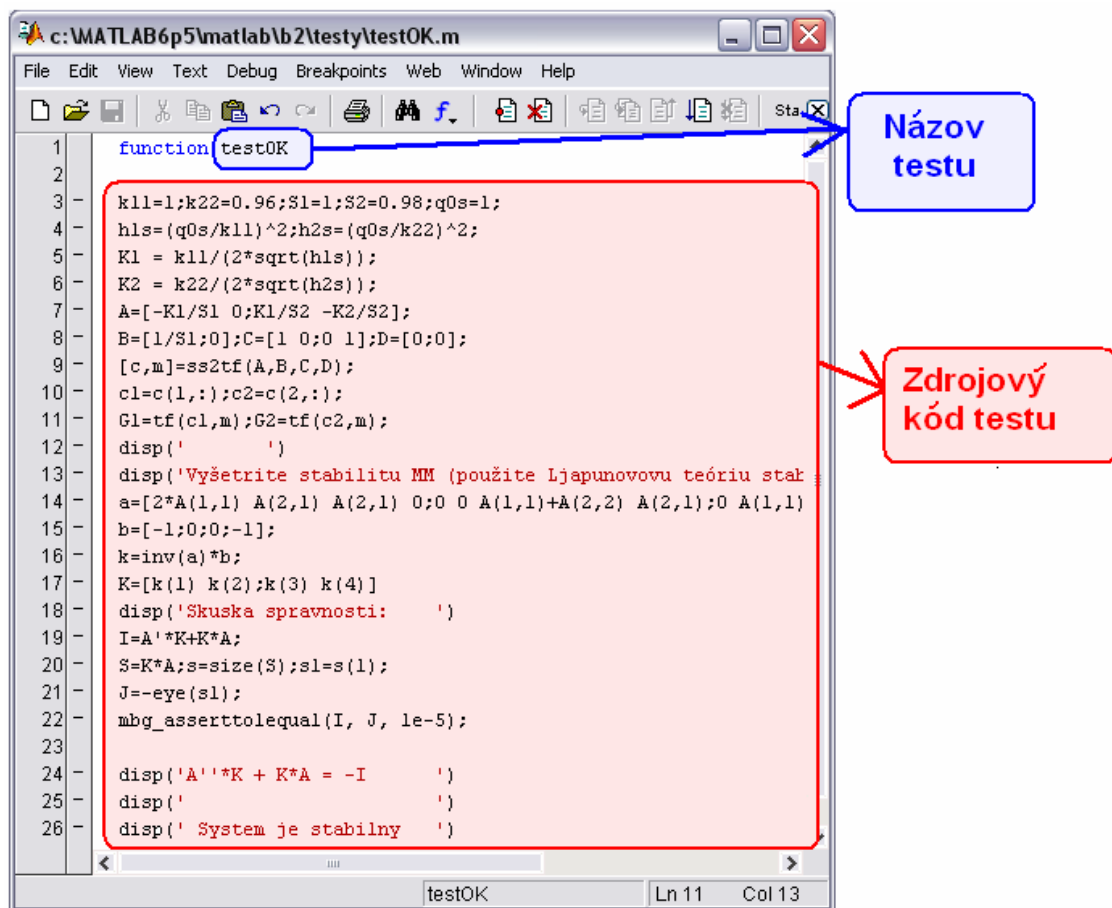 c:\MATLAB6p5\matlab\b2\testy\testOK.m
File Edit View Text Debug Breakpoints Web Window Help
Sta
1 function testOK
2
3 - k11=1;k22=0.96;S1=1;S2=0.98;q0s=1;
4 - h1s=(q0s/k11)^2;h2s=(q0s/k22)^2;
5 - K1 = k11/(2*sqrt(h1s));
6 - K2 = k22/(2*sqrt(h2s));
7 - A=[-K1/S1 0;K1/S2 -K2/S2];
8 - B=[1/S1;0];C=[1 0;0 1];D=[0;0];
9 - [c,m]=ss2tf(A,B,C,D);
10 - c1=c(1,:);c2=c(2,:);
11 - G1=tf(c1,m);G2=tf(c2,m);
12 - disp('        ')
13 - disp('Vyšetrite stabilitu MM (použite Ljapunovovu teóriu stab
14 - a=[2*A(1,1) A(2,1) A(2,1) 0;0 0 A(1,1)+A(2,2) A(2,1);0 A(1,1)
15 - b=[-1;0;0;-1];
16 - k=inv(a)*b;
17 - K=[k(1) k(2);k(3) k(4)]
18 - disp('Skuska spravnosti:    ')
19 - I=A'*K+K*A;
20 - S=K*A;s=size(S);s1=s(1);
21 - J=-eye(s1);
22 - mbg_asserttolequal(I, J, 1e-5);
23
24 - disp('A''*K + K*A = -I      ')
25 - disp('                      ')
26 - disp(' System je stabilny   ')
testOK Ln 11 Col 13
Názov
testu
Zdrojový
kód testu